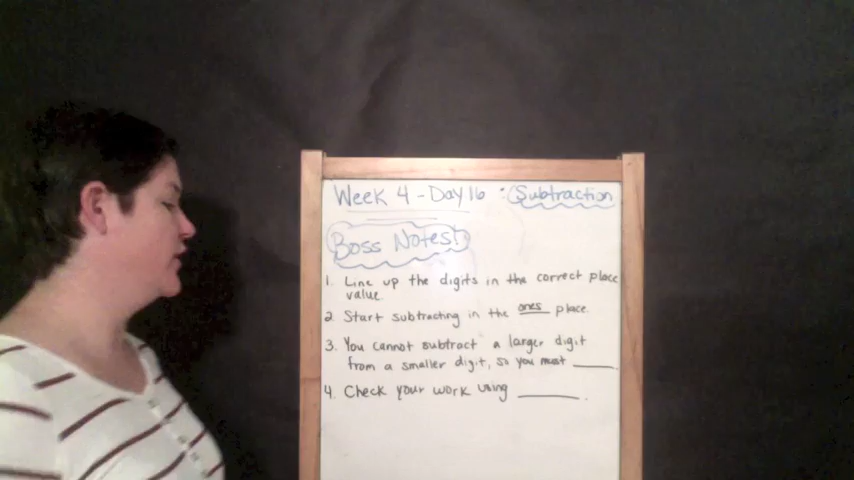 Week 4 - Day 16 : Subtraction
Boss Notes!
1. Line up the digits in the correct place
value.
2. Start subtracting in the ones place.
3. You cannot subtract a larger digit
from a smaller digit, so you must ______.
4. Check your work using ______.